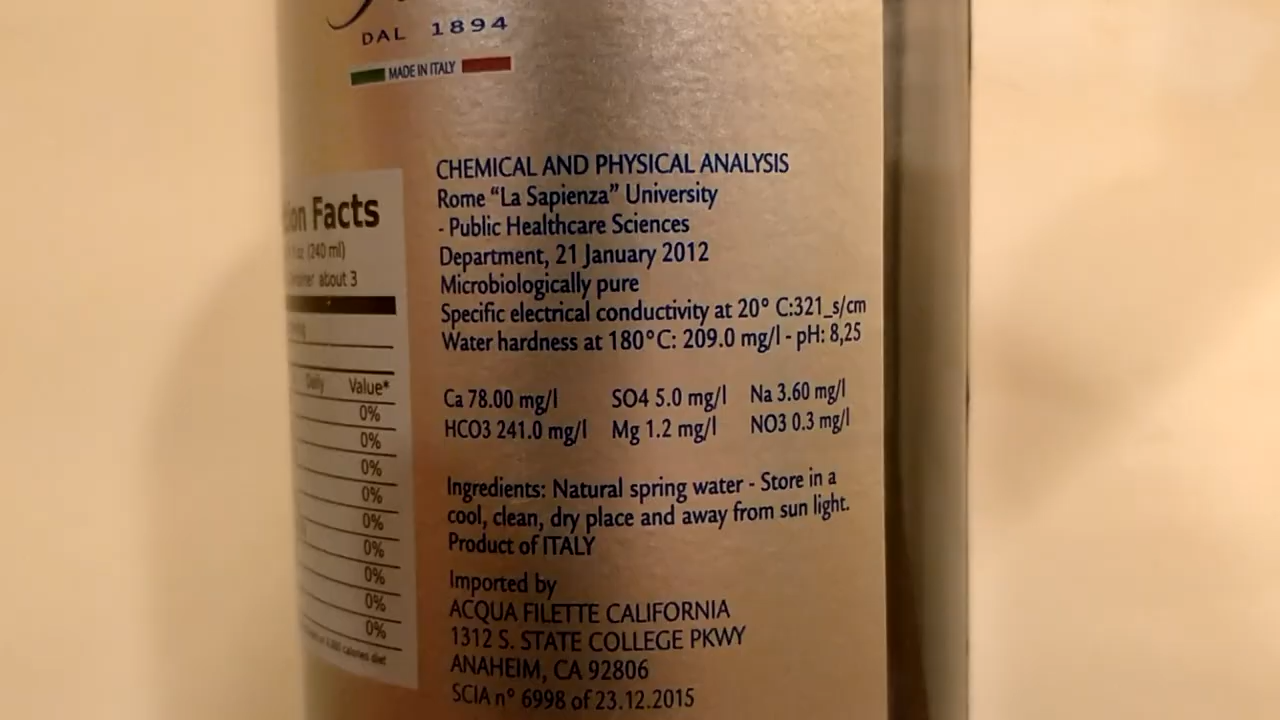 DAL 1894
MADE IN ITALY
Facts
(240 ml)
about 3
Daily Value*
0%
0%
0%
0%
0%
0%
0%
0%
0%
calories diet
CHEMICAL AND PHYSICAL ANALYSIS
Rome “La Sapienza” University
- Public Healthcare Sciences
Department, 21 January 2012
Microbiologically pure
Specific electrical conductivity at 20° C:321_s/cm
Water hardness at 180°C: 209.0 mg/l - pH: 8,25
Ca 78.00 mg/l SO4 5.0 mg/l Na 3.60 mg/l
HCO3 241.0 mg/l Mg 1.2 mg/l NO3 0.3 mg/l
Ingredients: Natural spring water - Store in a
cool, clean, dry place and away from sun light.
Product of ITALY
Imported by
ACQUA FILETTE CALIFORNIA
1312 S. STATE COLLEGE PKWY
ANAHEIM, CA 92806
SCIA n° 6998 of 23.12.2015